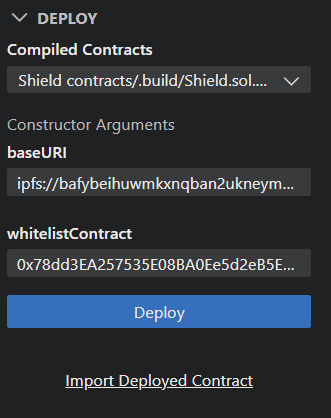 DEPLOY
Compiled Contracts
Shield contracts/.build/Shield.sol....
Constructor Arguments
baseURI
ipfs://bafybeihuwmkxnqban2ukneym...
whitelistContract
0x78dd3EA257535E08BA0Ee5d2eB5E...
Deploy
Import Deployed Contract